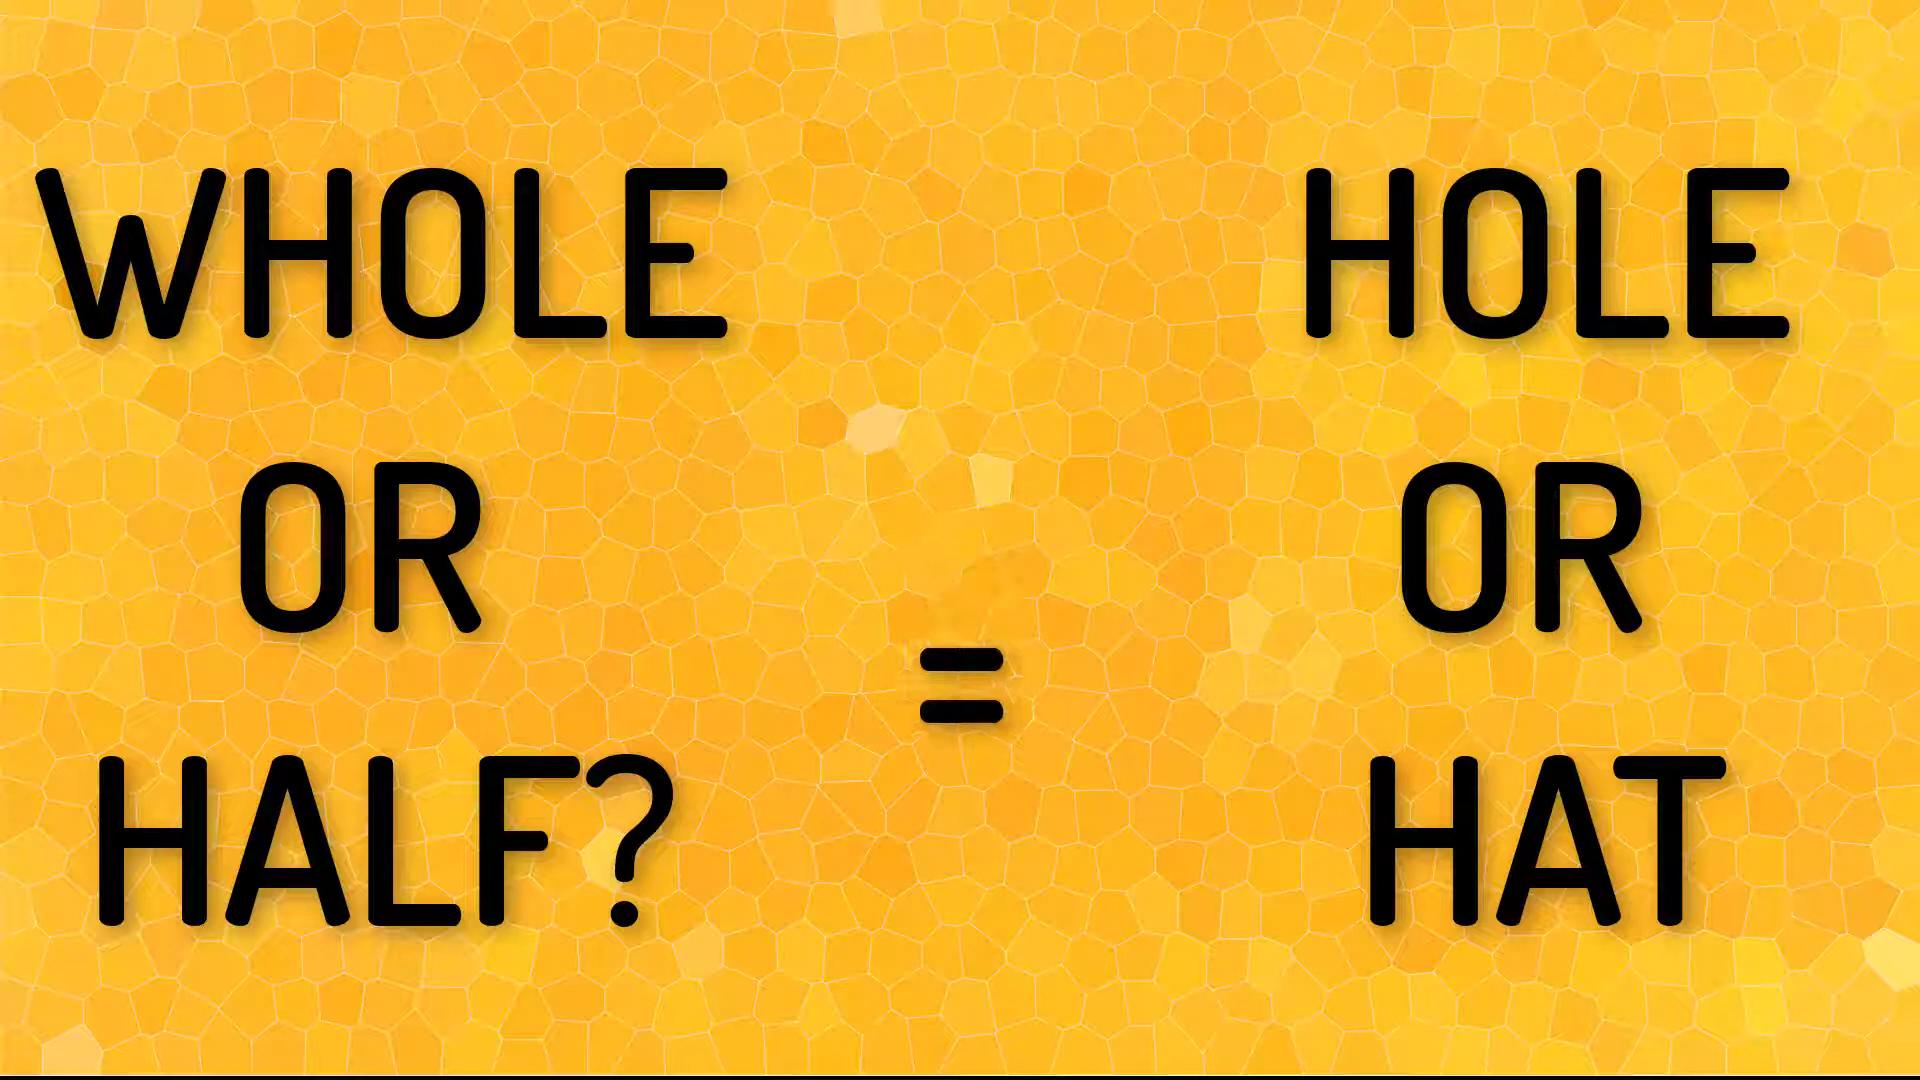 WHOLE
OR
HALF?
=
HOLE
OR
HAT